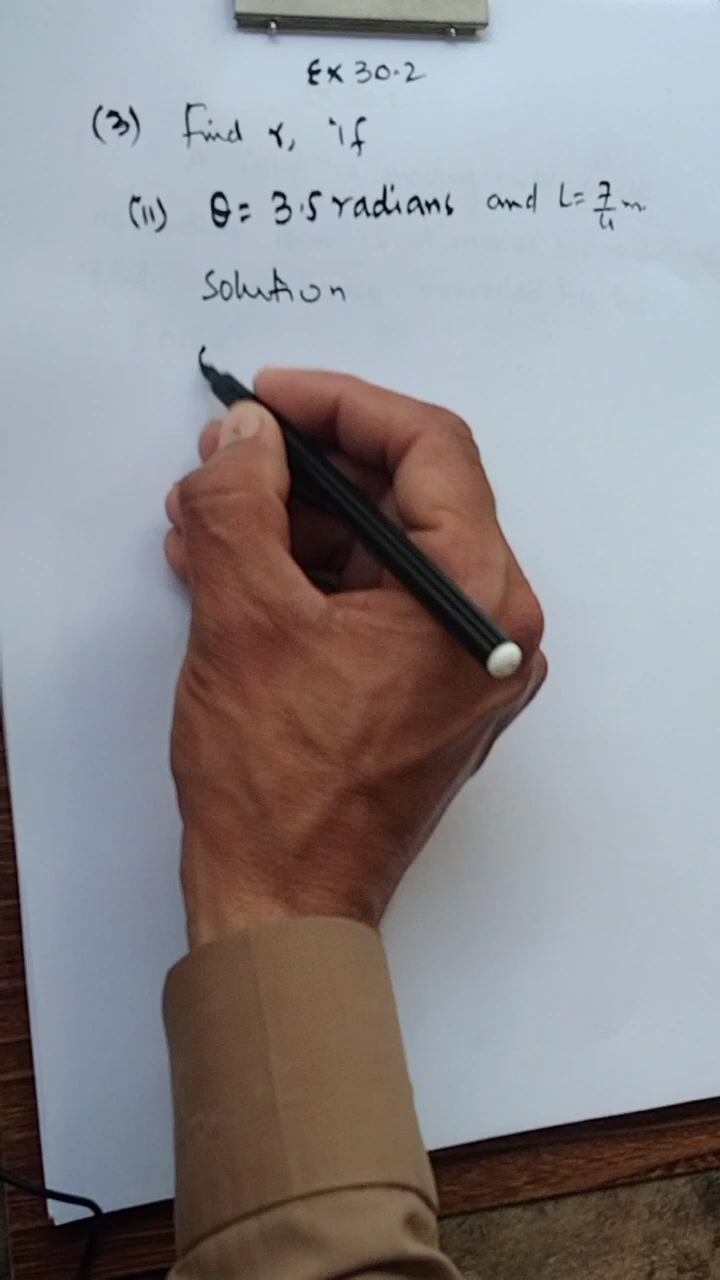 Ex 30.2
(3) Find r, if
(ii) θ = 3.5 radians and L = 7/4 m
Solution